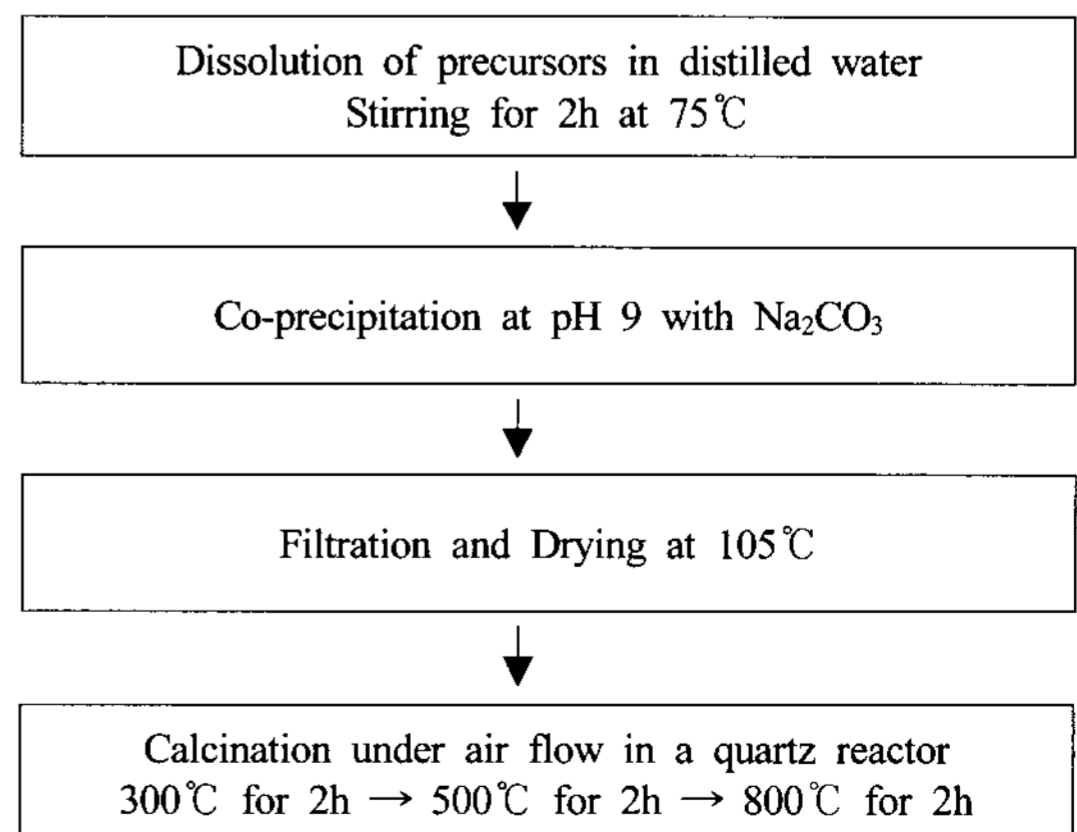 Dissolution of precursors in distilled water
Stirring for 2h at 75℃
Co-precipitation at pH 9 with Na₂CO₃
Filtration and Drying at 105℃
Calcination under air flow in a quartz reactor
300℃ for 2h → 500℃ for 2h → 800℃ for 2h